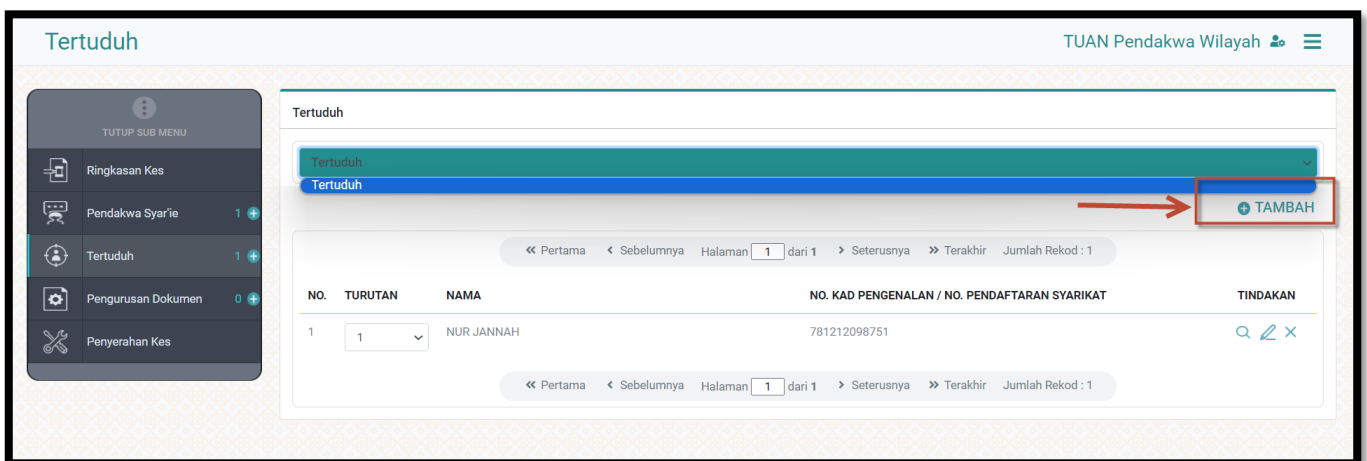 Tertuduh
TUAN Pendakwa Wilayah
TUTUP SUB MENU
Ringkasan Kes
Pendakwa Syar'ie 1
Tertuduh 1
Pengurusan Dokumen 0
Penyerahan Kes
Tertuduh
Tertuduh
Tertuduh
TAMBAH
Pertama Sebelumnya Halaman 1 dari 1 Seterusnya Terakhir Jumlah Rekod : 1
NO. TURUTAN NAMA NO. KAD PENGENALAN / NO. PENDAFTARAN SYARIKAT TINDAKAN
1 1 NUR JANNAH 781212098751
Pertama Sebelumnya Halaman 1 dari 1 Seterusnya Terakhir Jumlah Rekod : 1